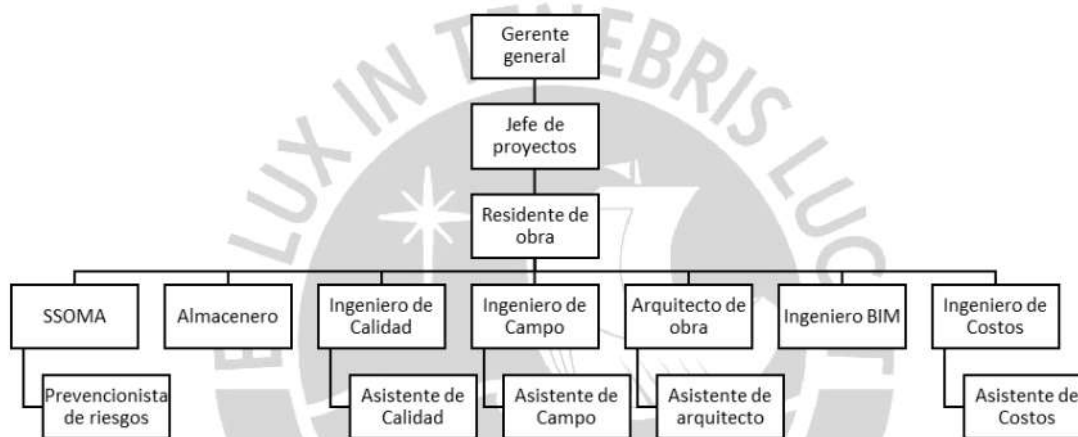 Gerente
general
Jefe de
proyectos
Residente de
obra
SSOMA
Almacenero
Ingeniero de
Calidad
Ingeniero de
Campo
Arquitecto de
obra
Ingeniero BIM
Ingeniero de
Costos
Prevencionista
de riesgos
Asistente de
Calidad
Asistente de
Campo
Asistente de
arquitecto
Asistente de
Costos
ET LUX IN TENEBRIS LUCET